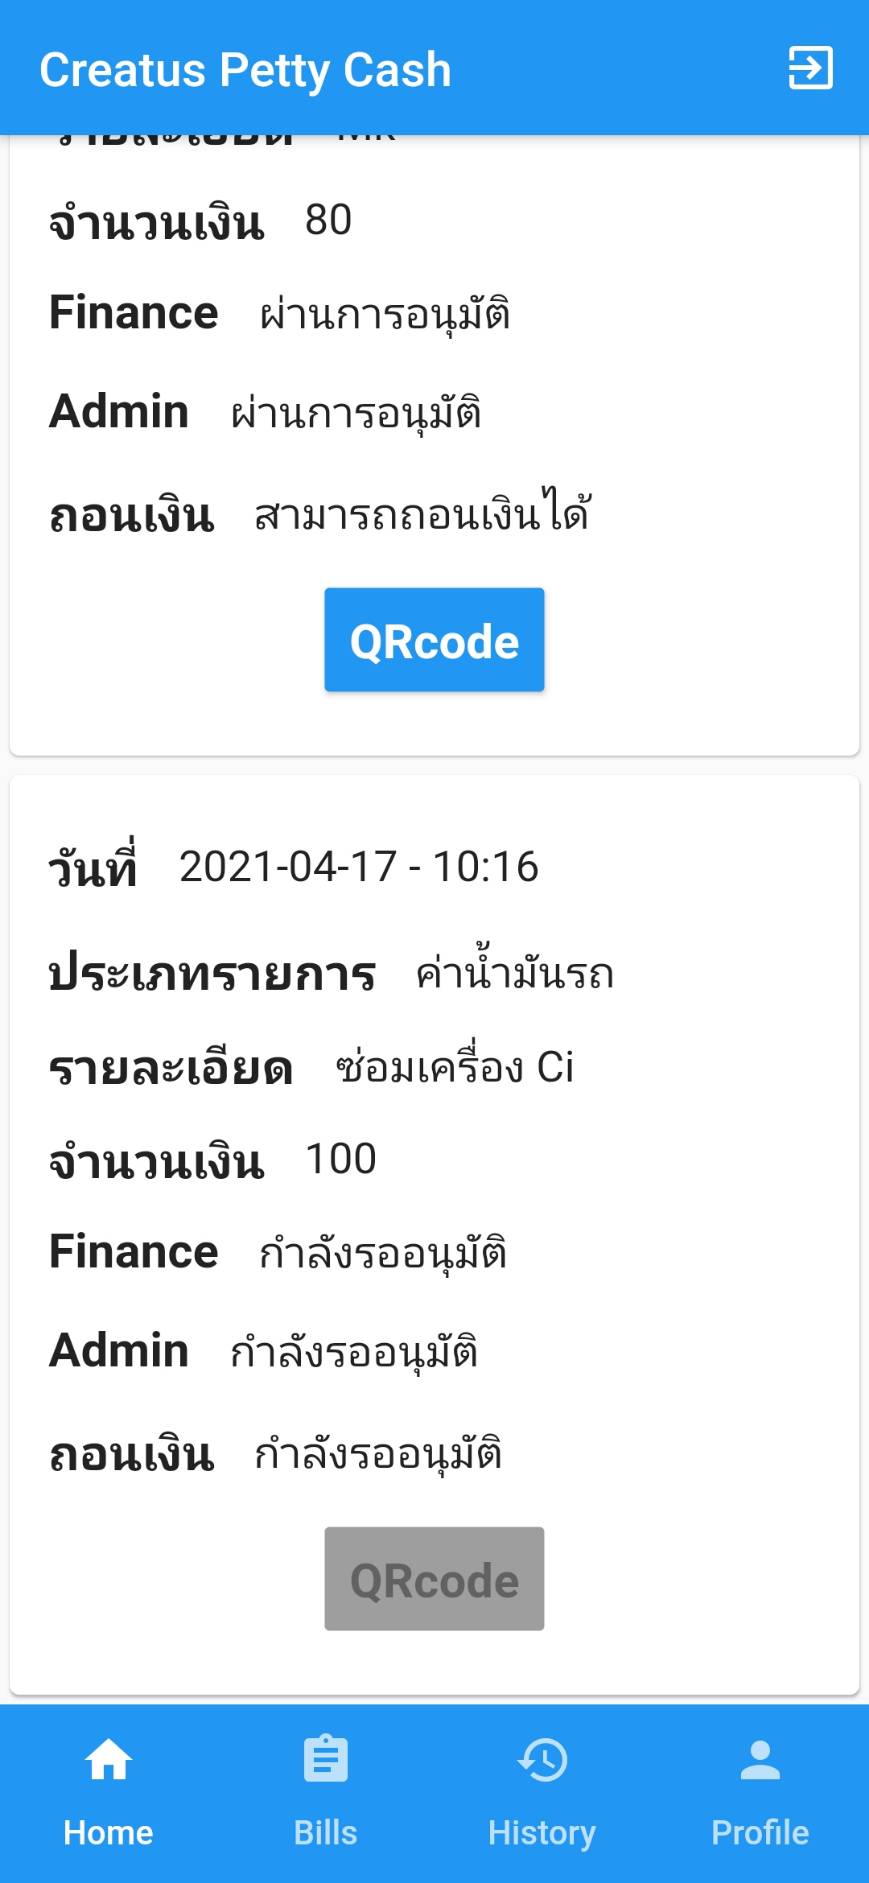 Creatus Petty Cash
จำนวนเงิน 80
Finance ผ่านการอนุมัติ
Admin ผ่านการอนุมัติ
ถอนเงิน สามารถถอนเงินได้
QRcode
วันที่ 2021-04-17 - 10:16
ประเภทรายการ ค่าน้ำมันรถ
รายละเอียด ซ่อมเครื่อง Ci
จำนวนเงิน 100
Finance กำลังรออนุมัติ
Admin กำลังรออนุมัติ
ถอนเงิน กำลังรออนุมัติ
QRcode
Home Bills History Profile